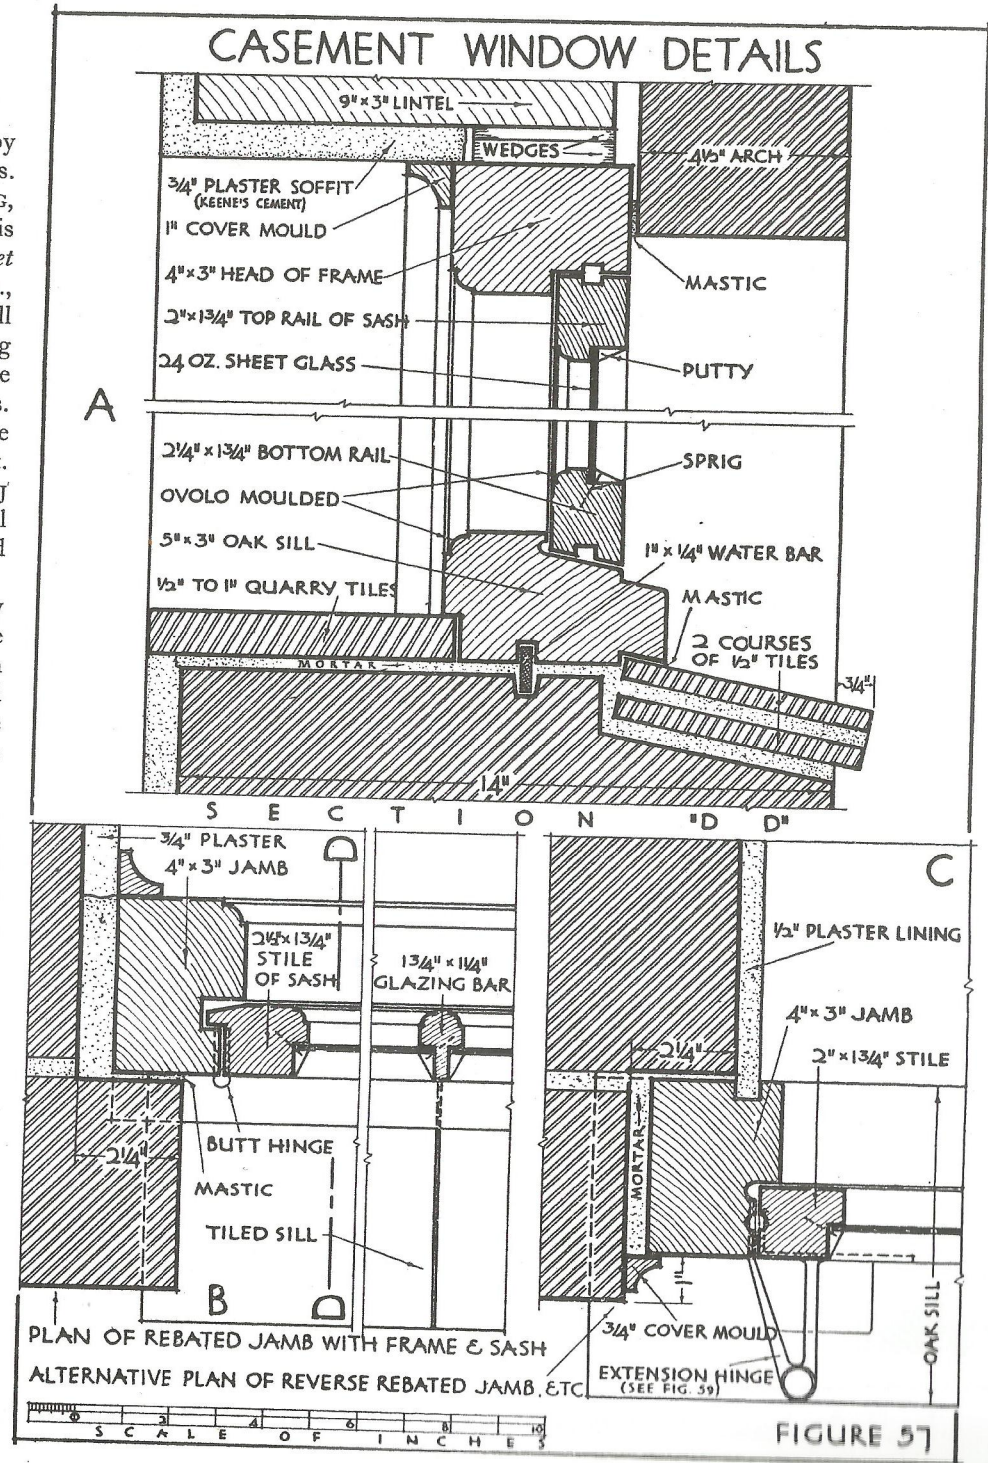 CASEMENT WINDOW DETAILS
9"×3" LINTEL
WEDGES
4½" ARCH
¾" PLASTER SOFFIT
(KEENE'S CEMENT)
1" COVER MOULD
4"×3" HEAD OF FRAME
MASTIC
2"×1¾" TOP RAIL OF SASH
24 OZ. SHEET GLASS
PUTTY
A
2¼"×1¾" BOTTOM RAIL
SPRIG
OVOLO MOULDED
5"×3" OAK SILL
1"×¼" WATER BAR
½" TO 1" QUARRY TILES
MASTIC
2 COURSES
OF ½" TILES
MORTAR
¾"
14"
SECTION "DD"
¾" PLASTER
4"×3" JAMB
D
C
2½"×1¾"
STILE
OF SASH
1¾"×1¼"
GLAZING BAR
½" PLASTER LINING
4"×3" JAMB
2"×1¾" STILE
2¼"
BUTT HINGE
2¼"
MASTIC
MORTAR
TILED SILL
B
D
1"
OAK SILL
PLAN OF REBATED JAMB WITH FRAME & SASH
¾" COVER MOULD
ALTERNATIVE PLAN OF REVERSE REBATED JAMB, ETC
EXTENSION HINGE
(SEE FIG. 59)
0 2 4 6 8 10
SCALE OF INCHES
FIGURE 57